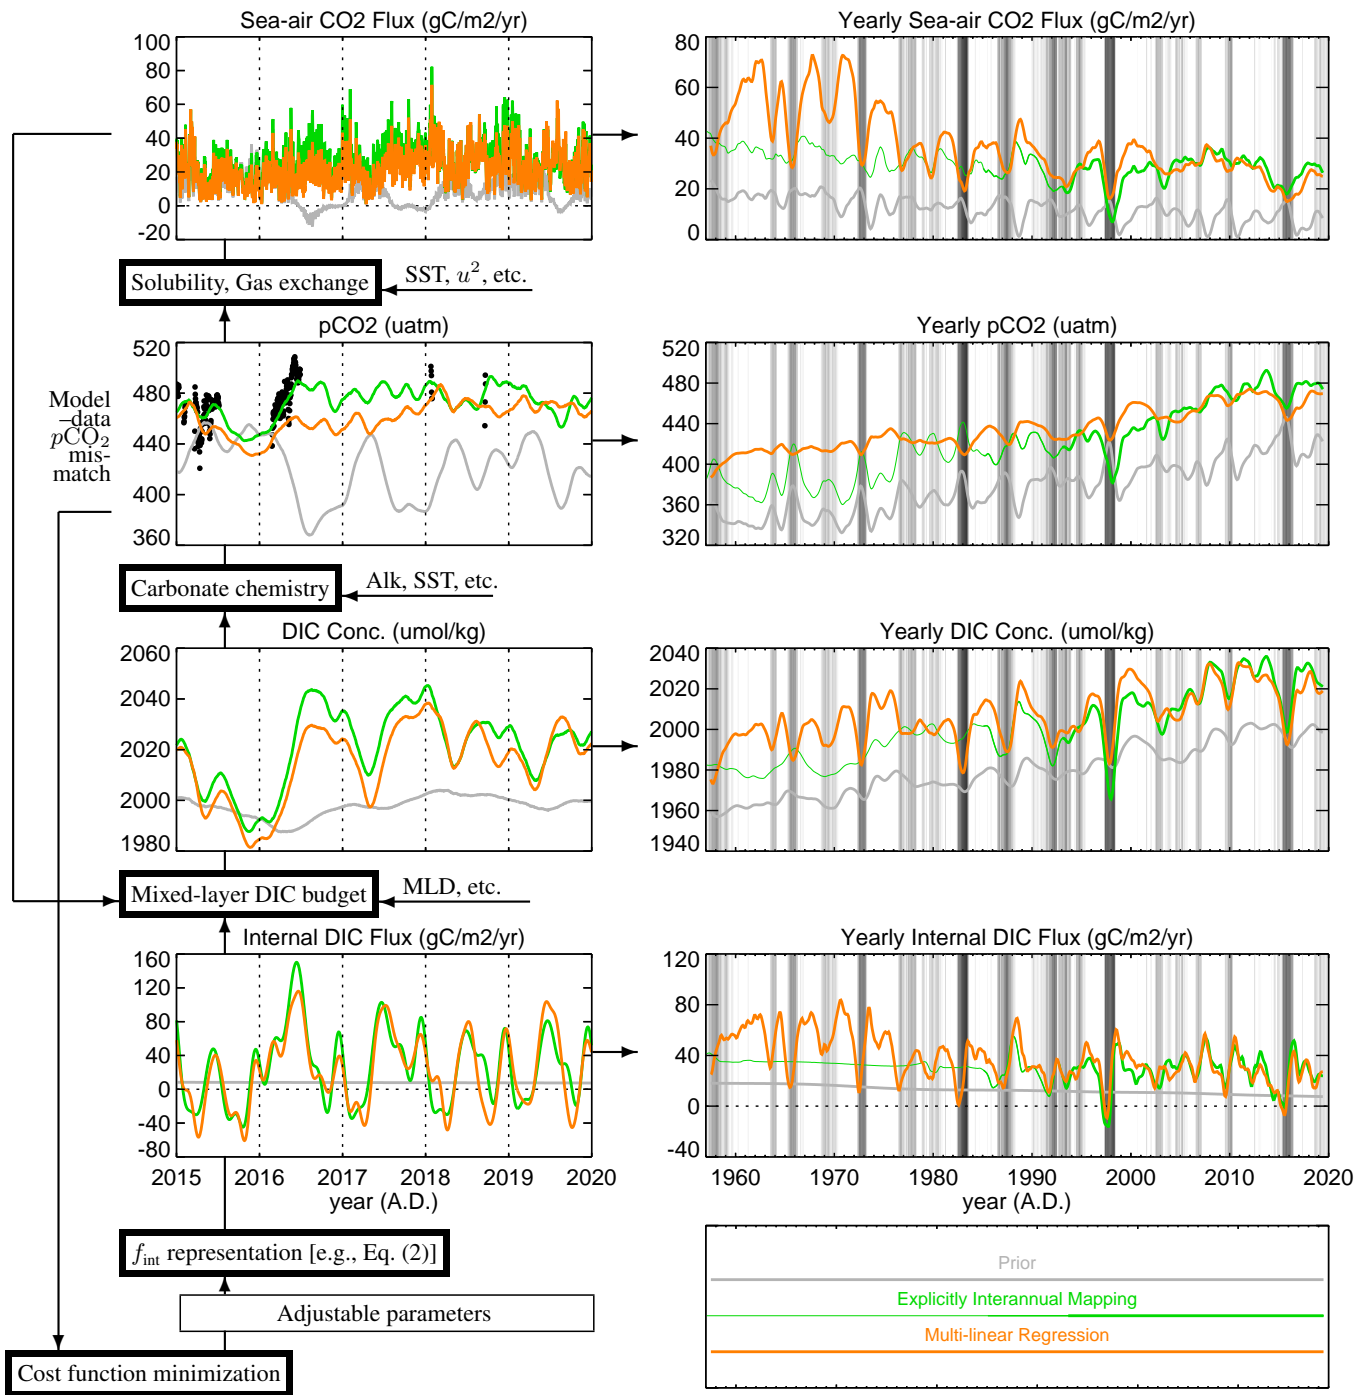 Sea-air CO2 Flux (gC/m2/yr)
100
80
60
40
20
0
-20
Yearly Sea-air CO2 Flux (gC/m2/yr)
80
60
40
20
0
Solubility, Gas exchange
SST, u², etc.
pCO2 (uatm)
520
480
440
400
360
Model
–data
pCO₂
mis-
match
Yearly pCO2 (uatm)
520
480
440
400
360
320
Carbonate chemistry
Alk, SST, etc.
DIC Conc. (umol/kg)
2060
2040
2020
2000
1980
Yearly DIC Conc. (umol/kg)
2040
2020
2000
1980
1960
1940
Mixed-layer DIC budget
MLD, etc.
Internal DIC Flux (gC/m2/yr)
160
120
80
40
0
-40
-80
2015 2016 2017 2018 2019 2020
year (A.D.)
Yearly Internal DIC Flux (gC/m2/yr)
120
80
40
0
-40
1960 1970 1980 1990 2000 2010 2020
year (A.D.)
f_int representation [e.g., Eq. (2)]
Adjustable parameters
Cost function minimization
Prior
Explicitly Interannual Mapping
Multi-linear Regression